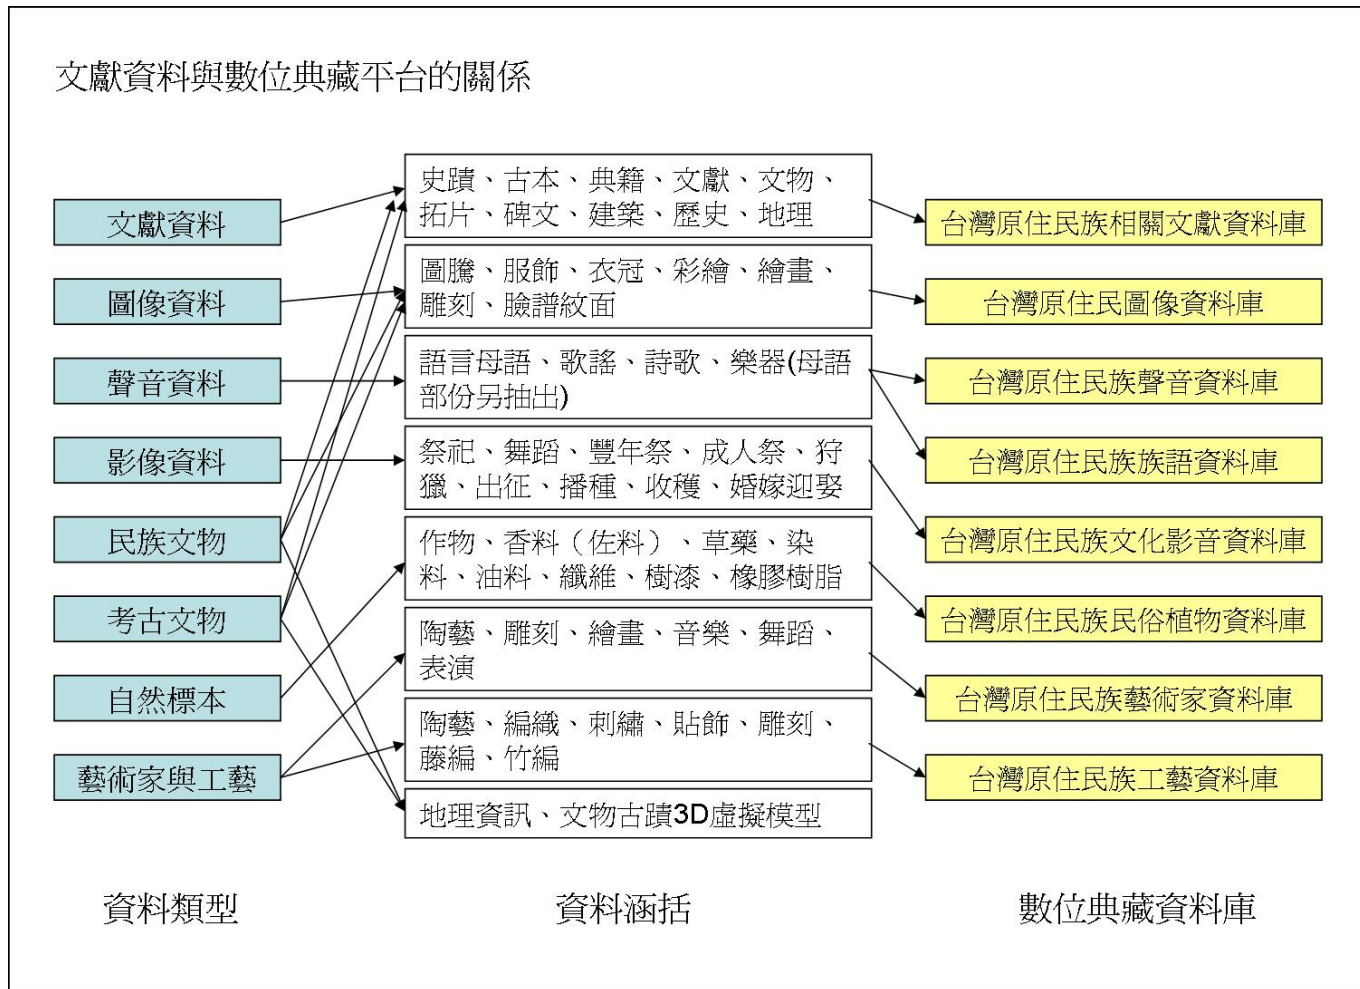 文獻資料與數位典藏平台的關係
文獻資料
圖像資料
聲音資料
影像資料
民族文物
考古文物
自然標本
藝術家與工藝
資料類型
史蹟、古本、典籍、文獻、文物、
拓片、碑文、建築、歷史、地理
圖騰、服飾、衣冠、彩繪、繪畫、
雕刻、臉譜紋面
語言母語、歌謠、詩歌、樂器(母語
部份另抽出)
祭祀、舞蹈、豐年祭、成人祭、狩
獵、出征、播種、收穫、婚嫁迎娶
作物、香料（佐料）、草藥、染
料、油料、纖維、樹漆、橡膠樹脂
陶藝、雕刻、繪畫、音樂、舞蹈、
表演
陶藝、編織、刺繡、貼飾、雕刻、
藤編、竹編
地理資訊、文物古蹟3D虛擬模型
資料涵括
台灣原住民族相關文獻資料庫
台灣原住民圖像資料庫
台灣原住民族聲音資料庫
台灣原住民族族語資料庫
台灣原住民族文化影音資料庫
台灣原住民族民俗植物資料庫
台灣原住民族藝術家資料庫
台灣原住民族工藝資料庫
數位典藏資料庫